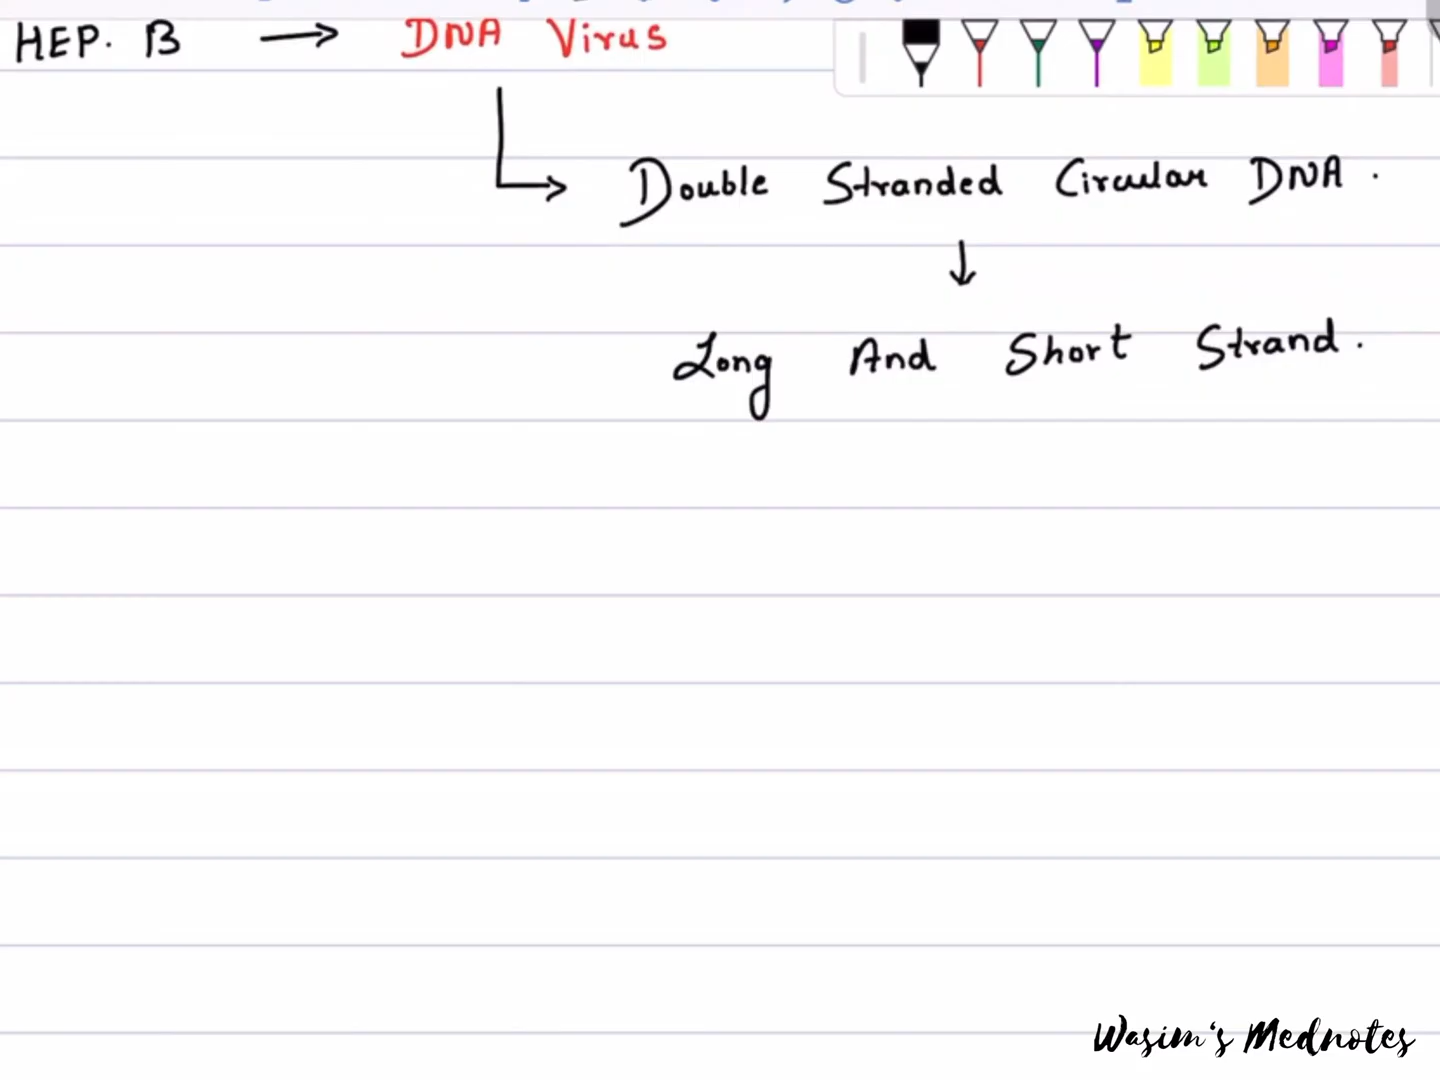 HEP. B → DNA Virus
Double Stranded Circular DNA.
↓
Long And Short Strand.
Wasim's Mednotes